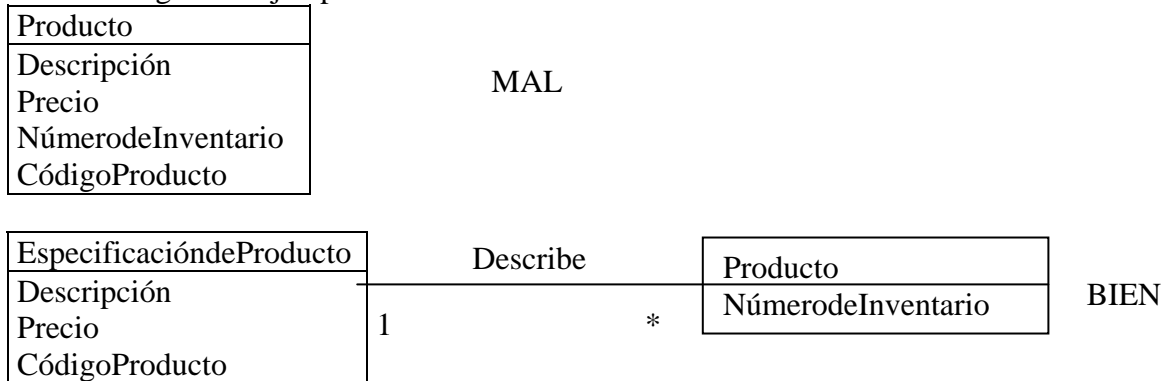 Producto
Descripción
Precio
NúmerodeInventario
CódigoProducto
MAL
EspecificacióndeProducto
Descripción
Precio
CódigoProducto
Describe
1
*
Producto
NúmerodeInventario
BIEN